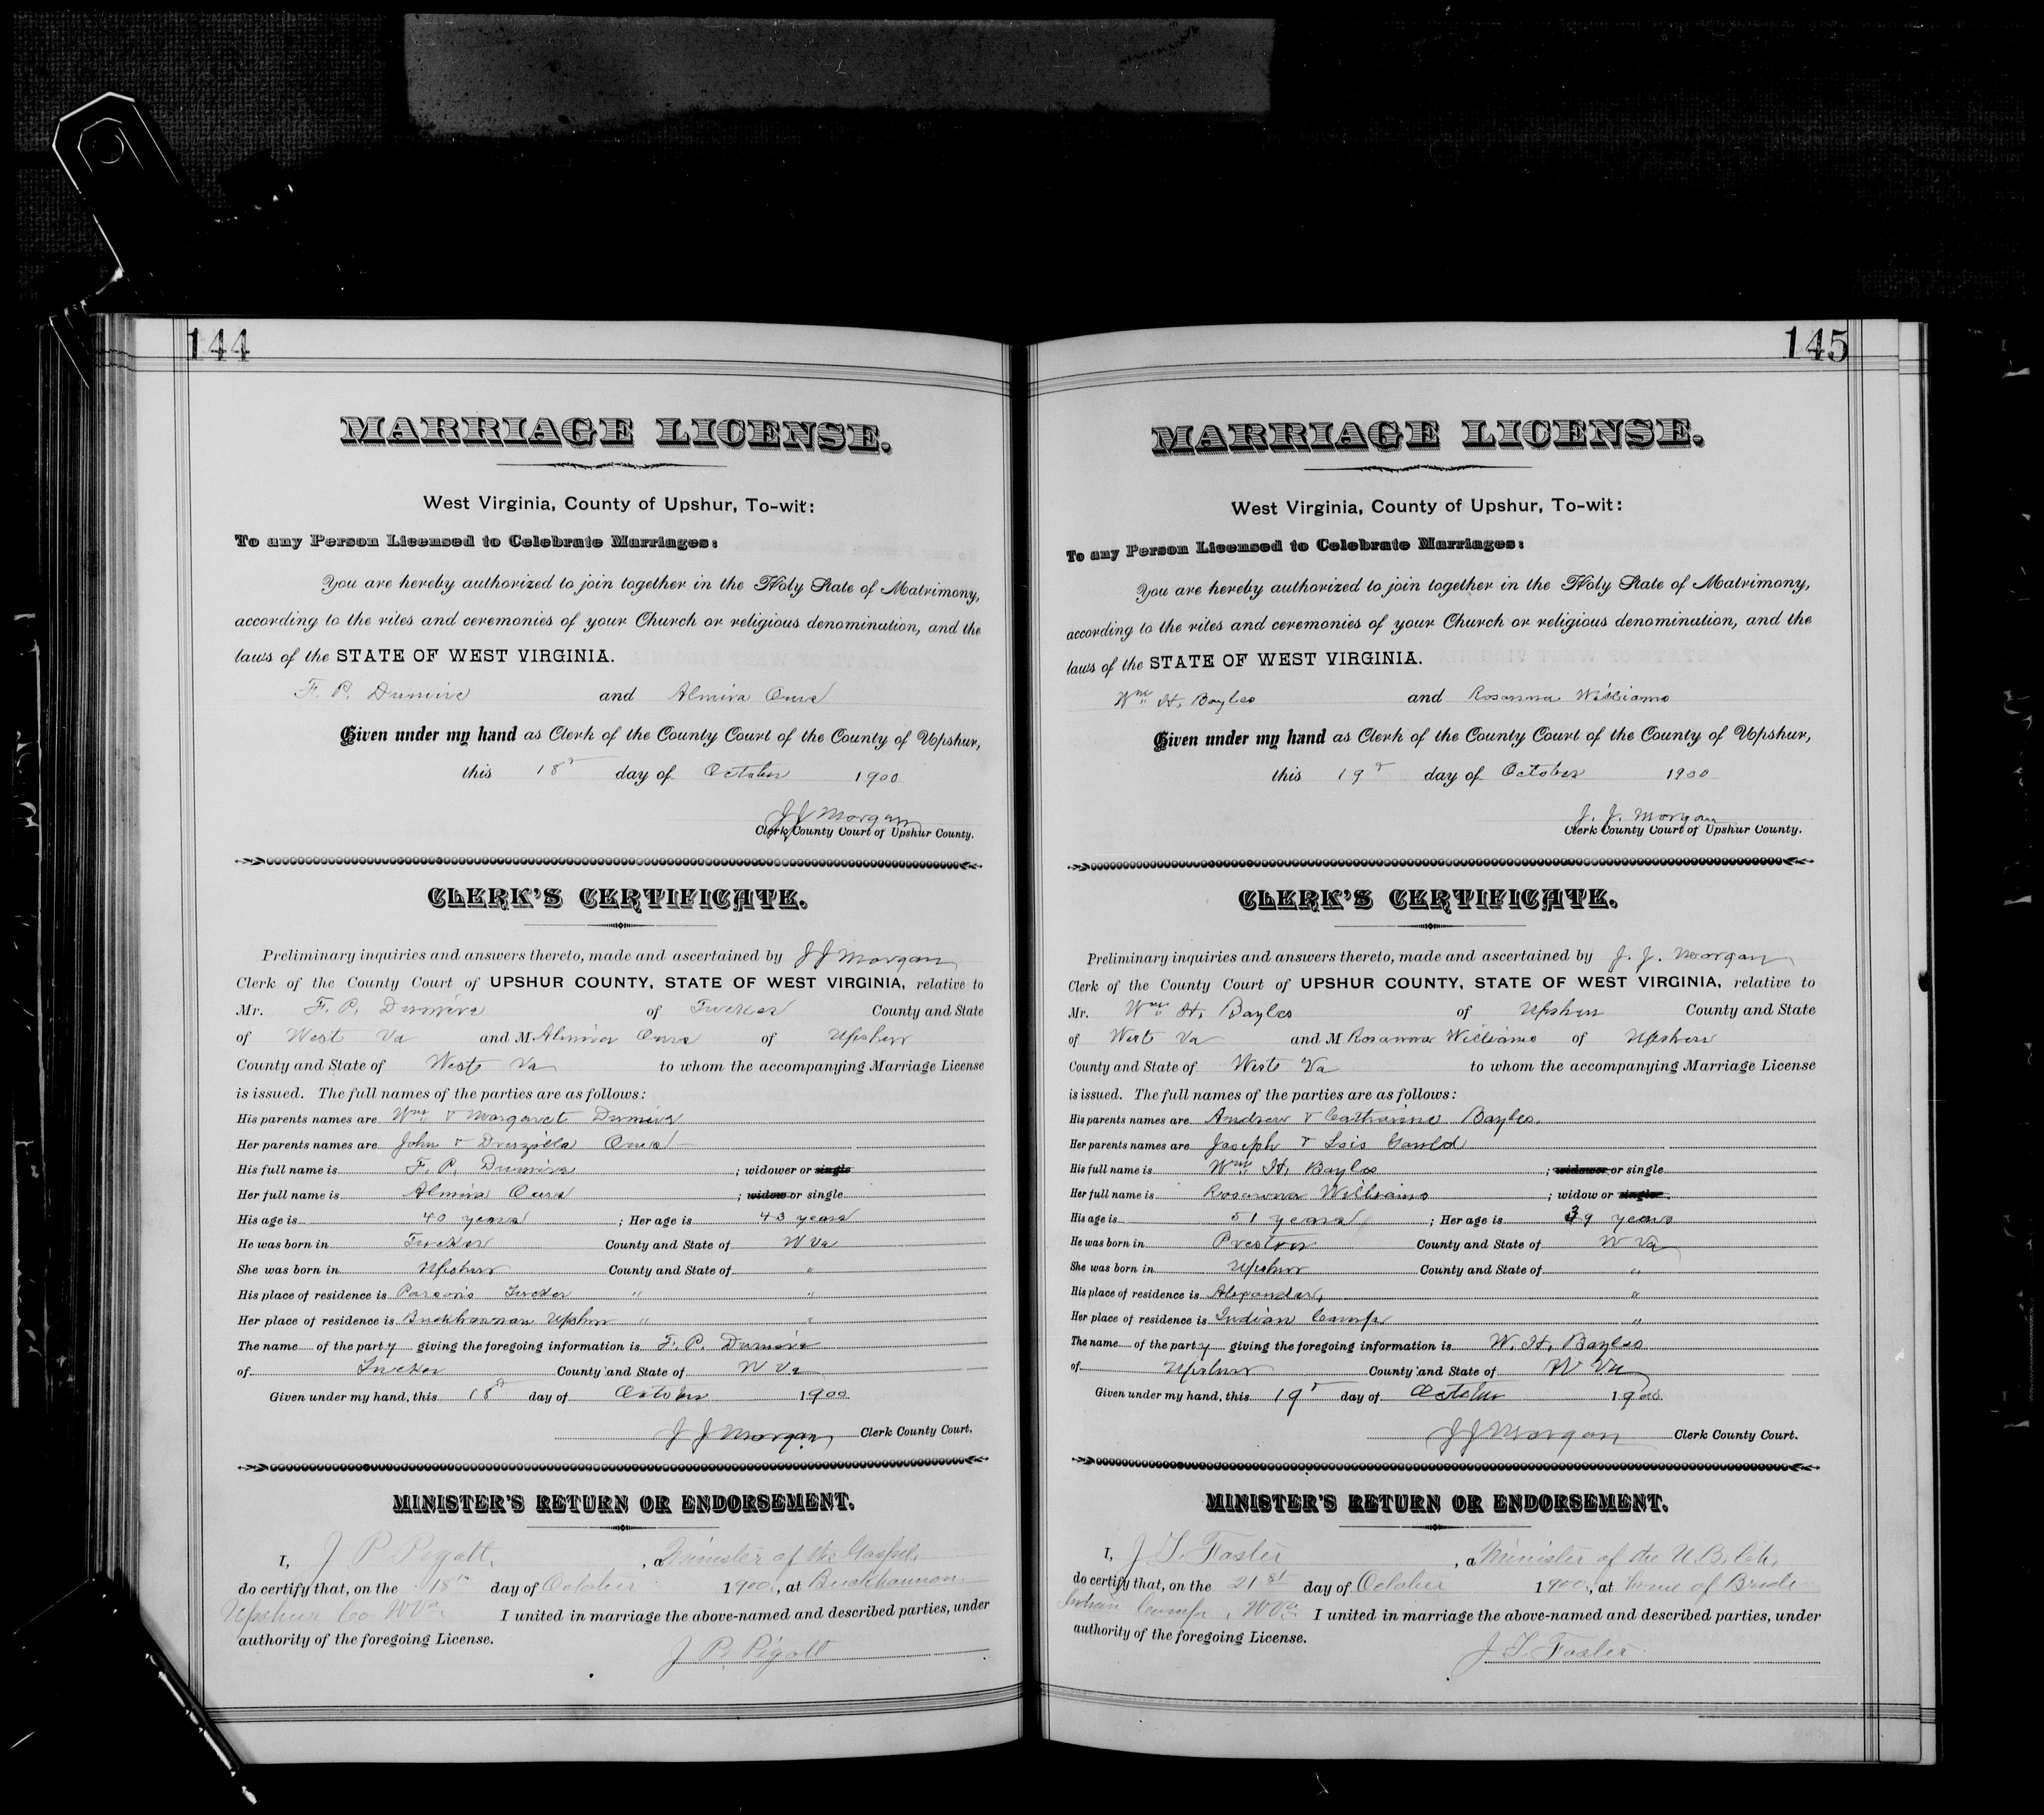 144
MARRIAGE LICENSE.
West Virginia, County of Upshur, To-wit:
To any Person Licensed to Celebrate Marriages:
You are hereby authorized to join together in the Holy State of Matrimony,
according to the rites and ceremonies of your Church or religious denomination, and the
laws of the STATE OF WEST VIRGINIA.
F. P. Dumire and Almira Ours
Given under my hand as Clerk of the County Court of the County of Upshur,
this 18" day of October 1900
J J Morgan
Clerk County Court of Upshur County.
CLERK'S CERTIFICATE.
Preliminary inquiries and answers thereto, made and ascertained by J J Morgan
Clerk of the County Court of UPSHUR COUNTY, STATE OF WEST VIRGINIA, relative to
Mr. F. P. Dumire of Tucker County and State
of West Va and M Almira Ours of Upshur
County and State of West Va to whom the accompanying Marriage License
is issued. The full names of the parties are as follows:
His parents names are Wm & Margaret Dumire
Her parents names are John & Druzilla Ours
His full name is F. P. Dumire ; widower or single
Her full name is Almira Ours ; widow or single
His age is 40 years ; Her age is 43 years
He was born in Tucker County and State of W Va
She was born in Upshur County and State of "
His place of residence is Parsons Tucker " "
Her place of residence is Buckhannon Upshur " "
The name of the party giving the foregoing information is F. P. Dumire
of Tucker County and State of W Va
Given under my hand, this 18" day of October 1900
J J Morgan Clerk County Court.
MINISTER'S RETURN OR ENDORSEMENT.
I, J P Pigott, , a Minister of the Gospel,
do certify that, on the 18th day of October 1900, at Buckhannon
Upshur Co WVa I united in marriage the above-named and described parties, under
authority of the foregoing License.
J P. Pigott
145
MARRIAGE LICENSE.
West Virginia, County of Upshur, To-wit:
To any Person Licensed to Celebrate Marriages:
You are hereby authorized to join together in the Holy State of Matrimony,
according to the rites and ceremonies of your Church or religious denomination, and the
laws of the STATE OF WEST VIRGINIA.
Wm H. Bayles and Rosanna Williams
Given under my hand as Clerk of the County Court of the County of Upshur,
this 19" day of October 1900
J. J. Morgan
Clerk County Court of Upshur County.
CLERK'S CERTIFICATE.
Preliminary inquiries and answers thereto, made and ascertained by J. J. Morgan
Clerk of the County Court of UPSHUR COUNTY, STATE OF WEST VIRGINIA, relative to
Mr. Wm H. Bayles of Upshur County and State
of West Va and M Rosanna Williams of Upshur
County and State of West Va to whom the accompanying Marriage License
is issued. The full names of the parties are as follows:
His parents names are Andrew & Catharine Bayles.
Her parents names are Joseph & Lois
His full name is Wm H. Bayles ; widower or single
Her full name is Rosanna Williams ; widow or single.
His age is 51 years ; Her age is 39 years
He was born in Preston County and State of W Va
She was born in Upshur County and State of "
His place of residence is Alexander, "
Her place of residence is Indian Camp "
The name of the party giving the foregoing information is W. H. Bayles
of Upshur County and State of W Va
Given under my hand, this 19" day of October 1900
J J Morgan Clerk County Court.
MINISTER'S RETURN OR ENDORSEMENT.
I, Foster , a Minister of the U.B. Ch,
do certify that, on the 21st day of October 1900, at home of Bride
Indian Camp, WVa I united in marriage the above-named and described parties, under
authority of the foregoing License.
Foster